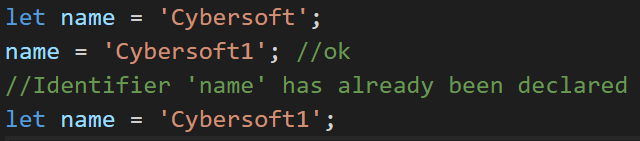 let name = 'Cybersoft';
name = 'Cybersoft1'; //ok
//Identifier 'name' has already been declared
let name = 'Cybersoft1';